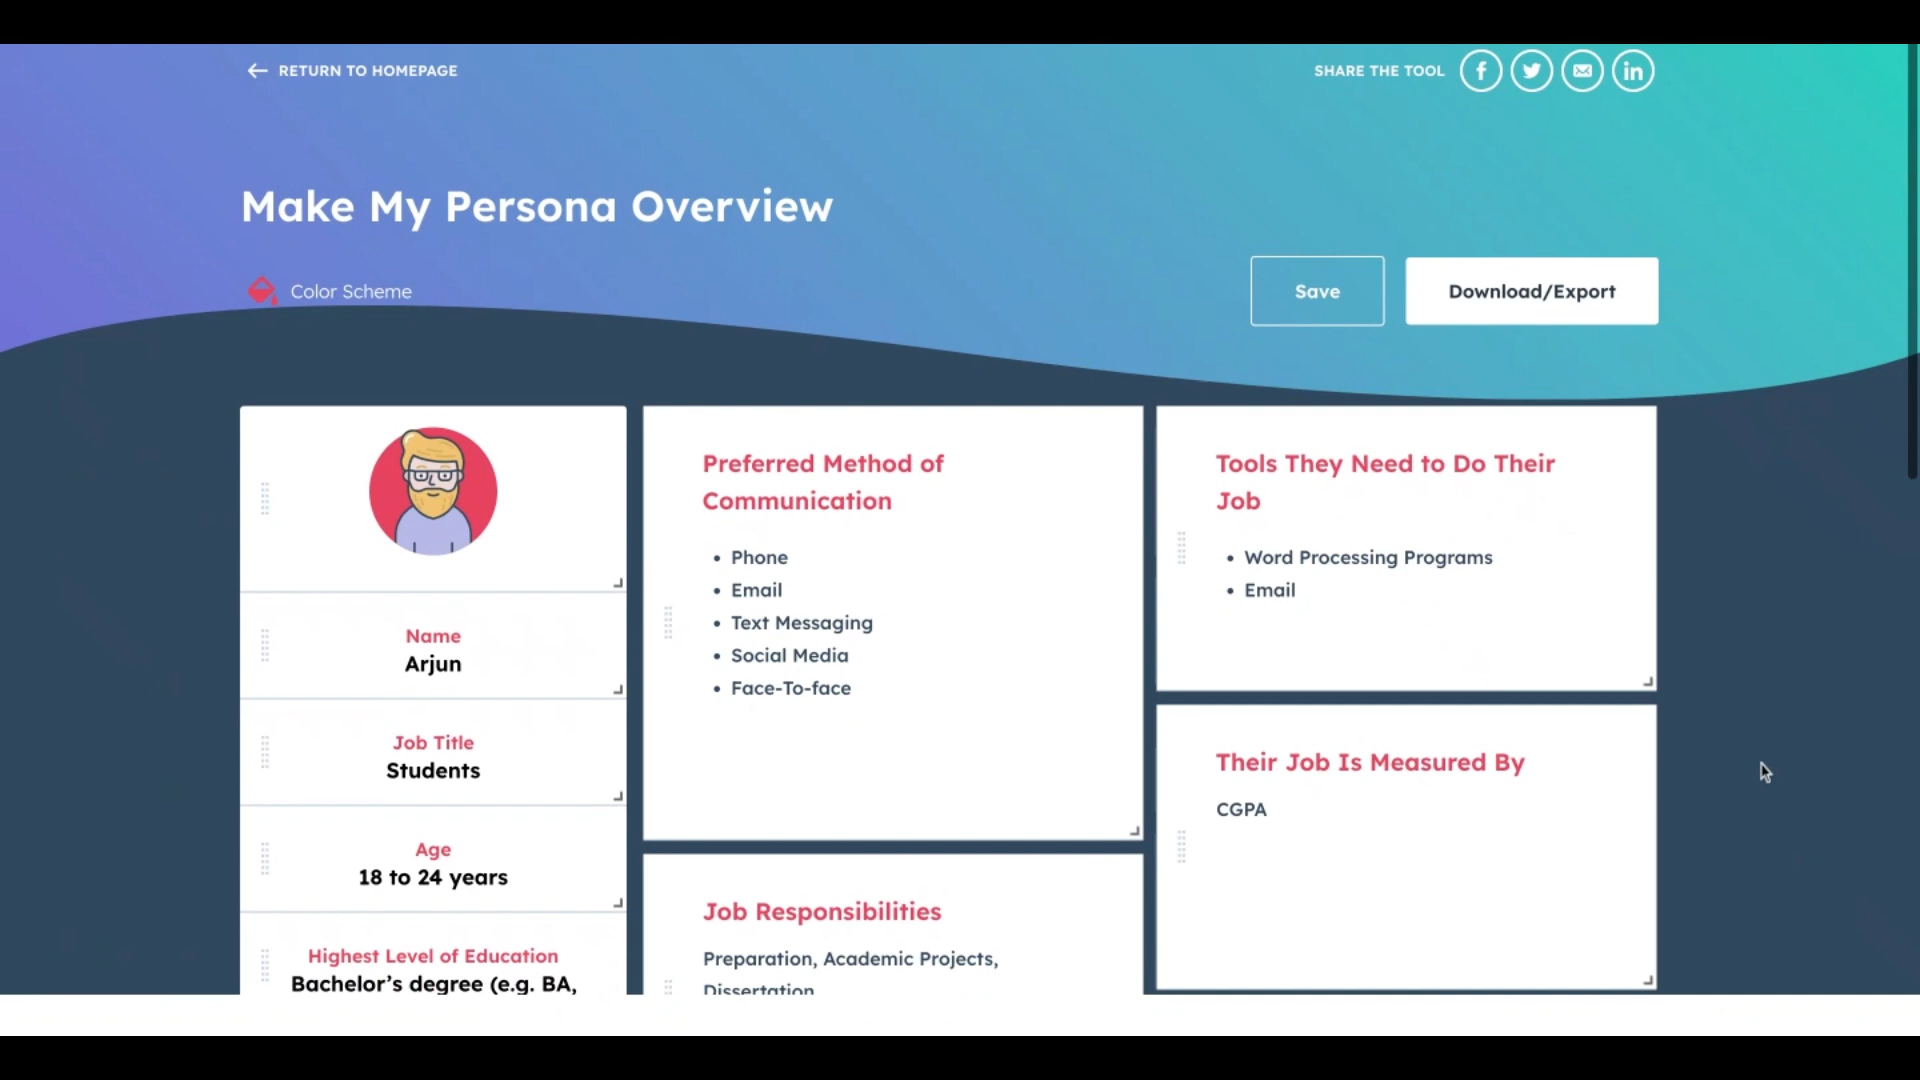 RETURN TO HOMEPAGE
SHARE THE TOOL
Make My Persona Overview
Color Scheme
Save
Download/Export
Name
Arjun
Job Title
Students
Age
18 to 24 years
Highest Level of Education
Bachelor’s degree (e.g. BA,
Preferred Method of
Communication
• Phone
• Email
• Text Messaging
• Social Media
• Face-To-face
Job Responsibilities
Preparation, Academic Projects,
Dissertation
Tools They Need to Do Their
Job
• Word Processing Programs
• Email
Their Job Is Measured By
CGPA